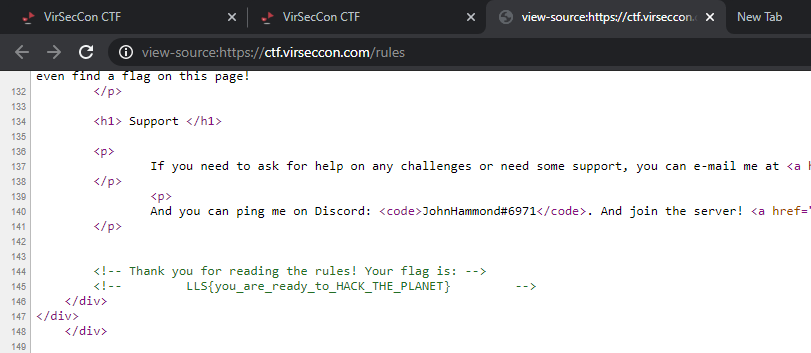 VirSecCon CTF
VirSecCon CTF
view-source:https://ctf.virseccon.c
New Tab
view-source:https://ctf.virseccon.com/rules
even find a flag on this page!
132 </p>
133
134 <h1> Support </h1>
135
136 <p>
137 If you need to ask for help on any challenges or need some support, you can e-mail me at <a h
138 </p>
139 <p>
140 And you can ping me on Discord: <code>JohnHammond#6971</code>. And join the server! <a href="
141 </p>
142
143
144 <!-- Thank you for reading the rules! Your flag is: -->
145 <!-- LLS{you_are_ready_to_HACK_THE_PLANET} -->
146 </div>
147 </div>
148 </div>
149